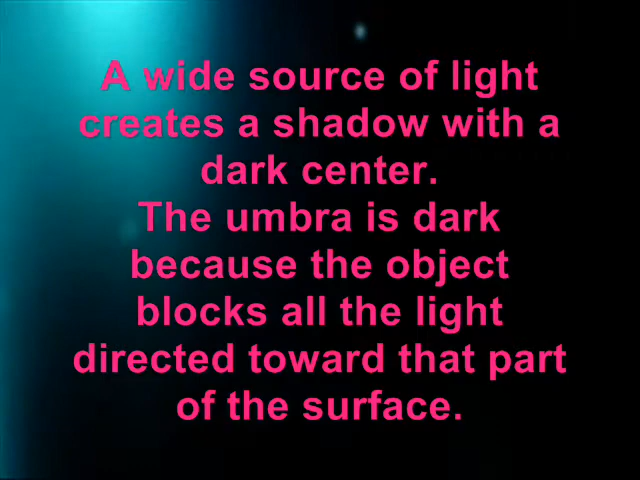 A wide source of light
creates a shadow with a
dark center.
The umbra is dark
because the object
blocks all the light
directed toward that part
of the surface.